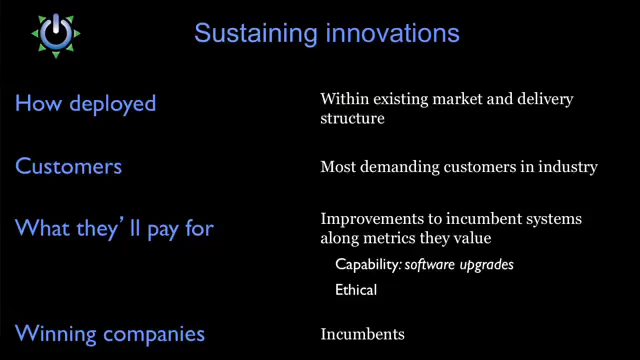 Sustaining innovations
How deployed
Within existing market and delivery
structure
Customers
Most demanding customers in industry
What they’ll pay for
Improvements to incumbent systems
along metrics they value
Capability: software upgrades
Ethical
Winning companies
Incumbents